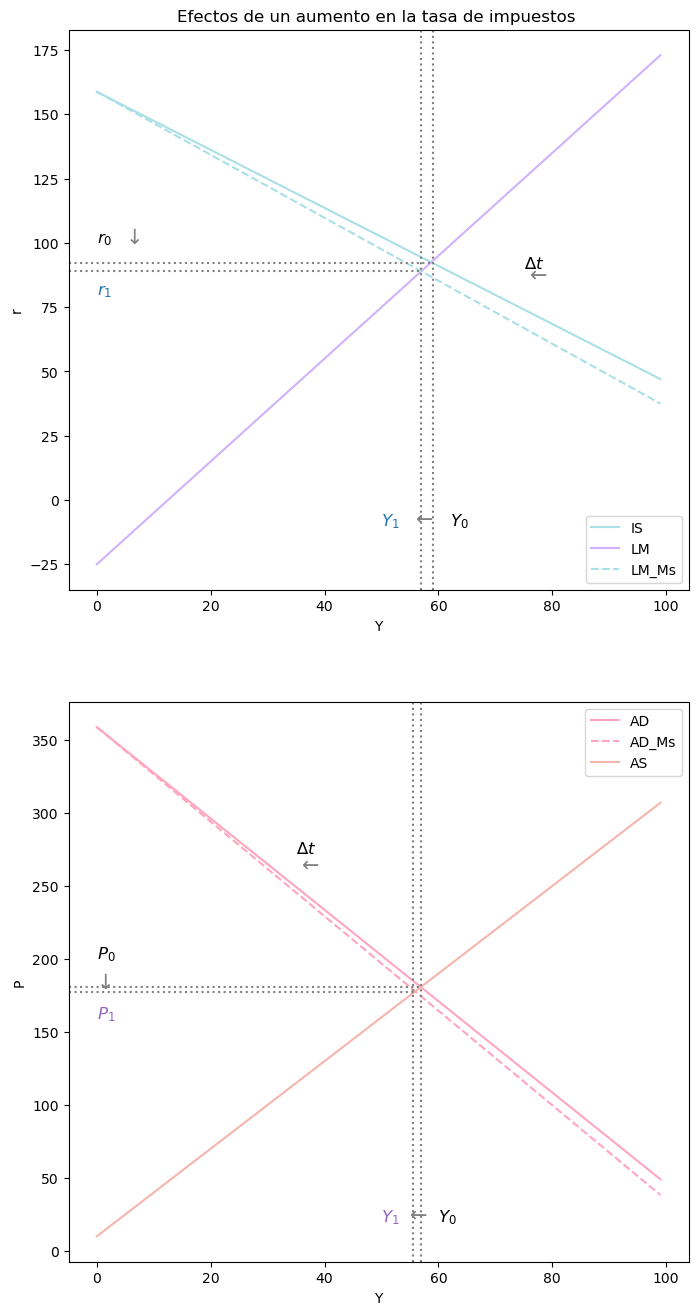 Efectos de un aumento en la tasa de impuestos
175
150
125
100
75
50
25
0
−25
r
r₀ ↓
r₁
Δt
←
Y₁ ← Y₀
IS
LM
LM_Ms
0 20 40 60 80 100
Y
350
300
250
200
150
100
50
0
P
AD
AD_Ms
AS
Δt
←
P₀
↓
P₁
Y₁ ← Y₀
0 20 40 60 80 100
Y